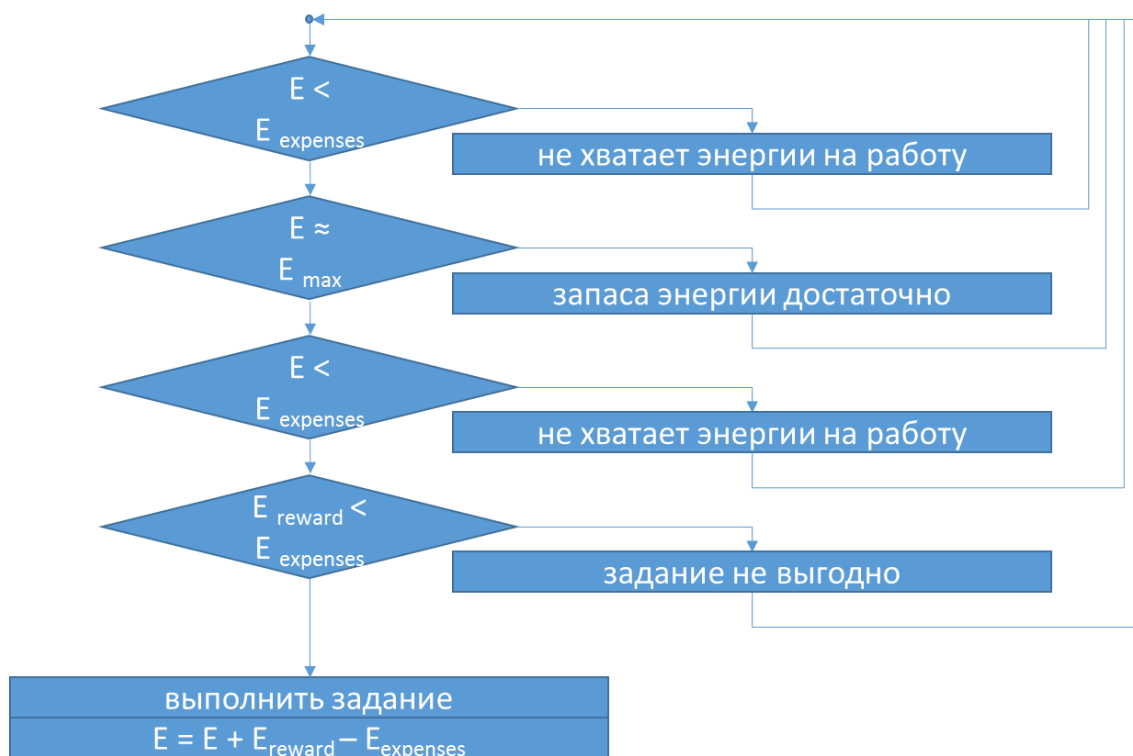 E <
E expenses
не хватает энергии на работу
E ≈
E max
запаса энергии достаточно
E <
E expenses
не хватает энергии на работу
E reward <
E expenses
задание не выгодно
выполнить задание
E = E + Ereward – Eexpenses